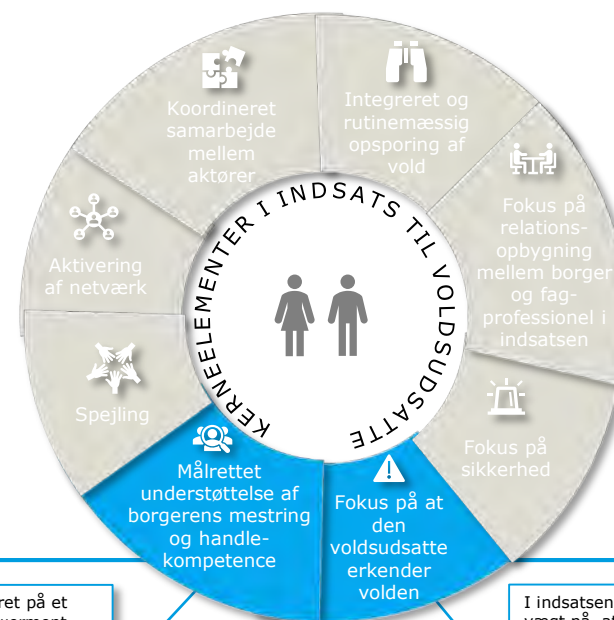 KERNEELEMENTER I INDSATS TIL VOLDSUDSATTE
Koordineret
samarbejde
mellem
aktører
Integreret og
rutinemæssig
opsporing af
vold
Fokus på
relations-
opbygning
mellem borger
og fag-
professionel i
indsatsen
Fokus på
sikkerhed
Fokus på at
den
voldsudsatte
erkender
volden
Målrettet
understøttelse af
borgerens mestring
og handle-
kompetence
Spejling
Aktivering
af netværk
ret på et
I indsatsen